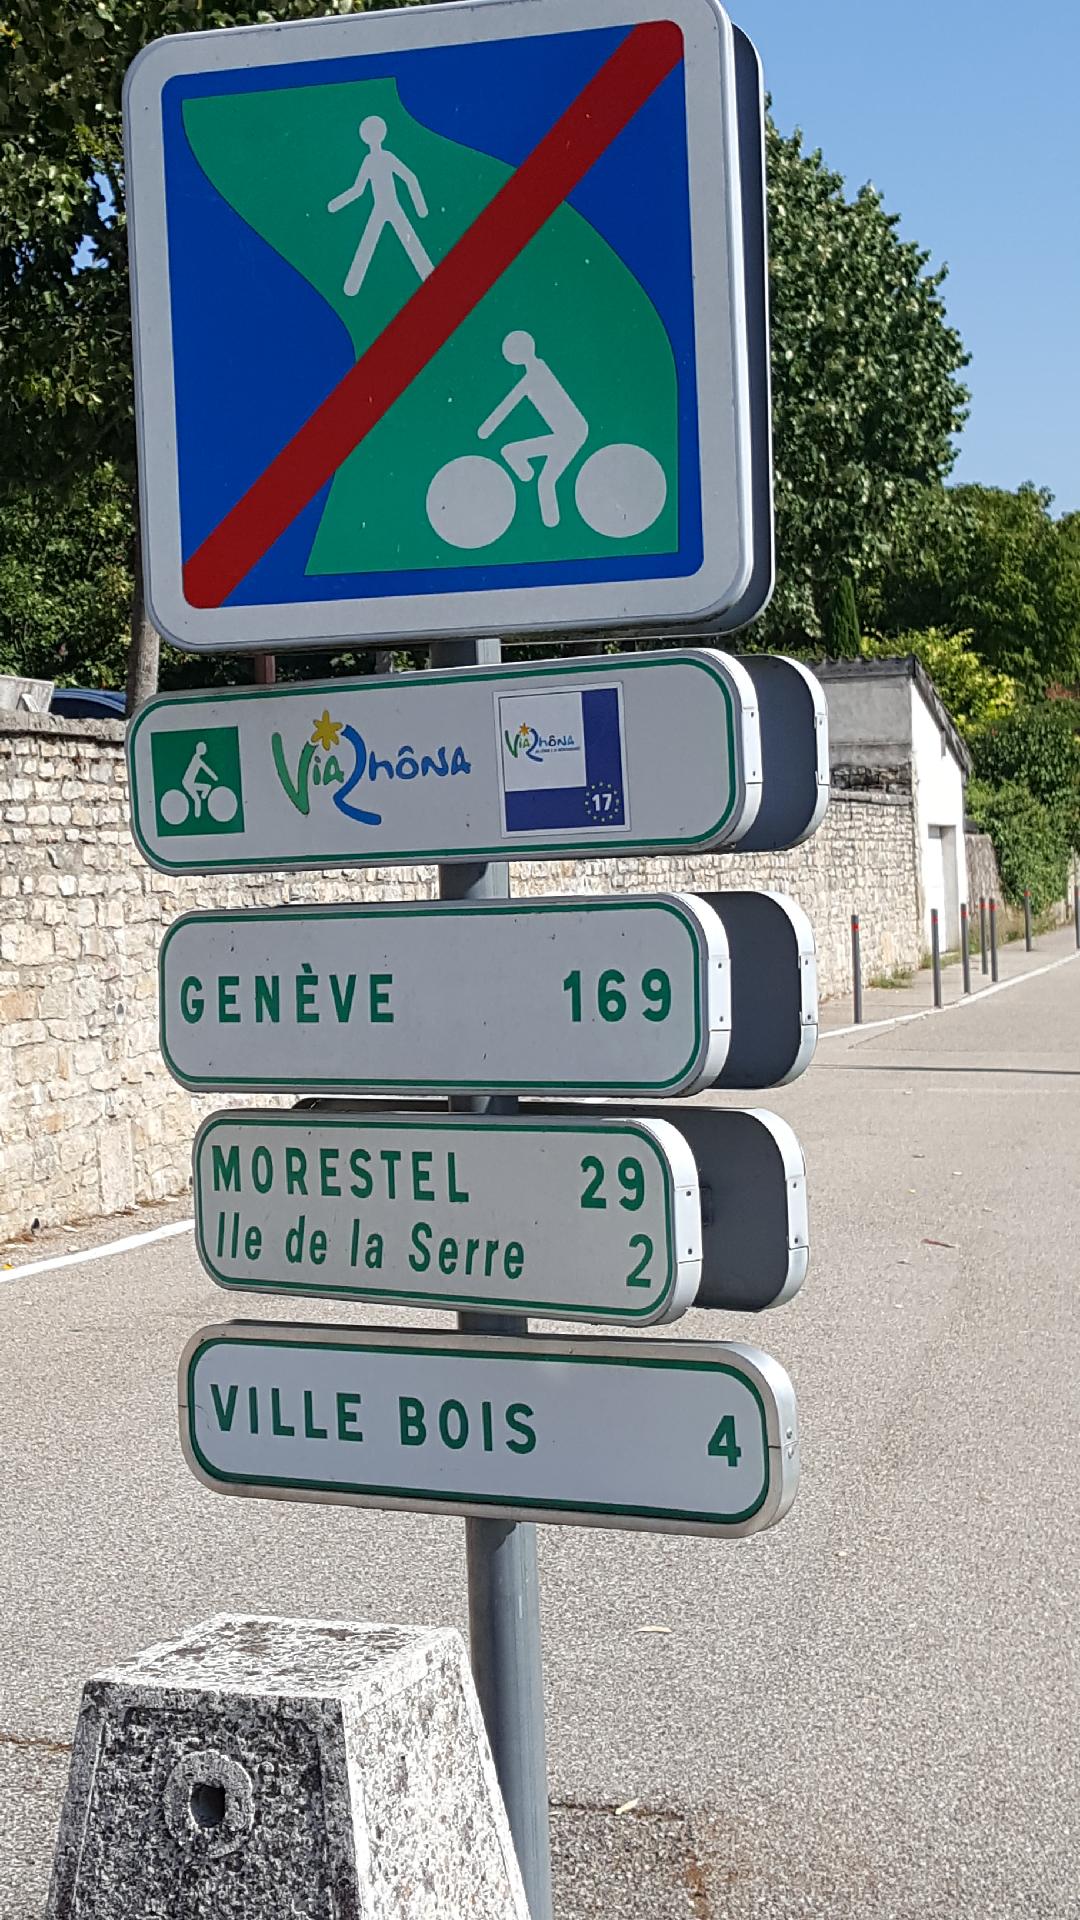 ViaRhôna
ViaRhôna
17
GENÈVE 169
MORESTEL 29
Ile de la Serre 2
VILLE BOIS 4